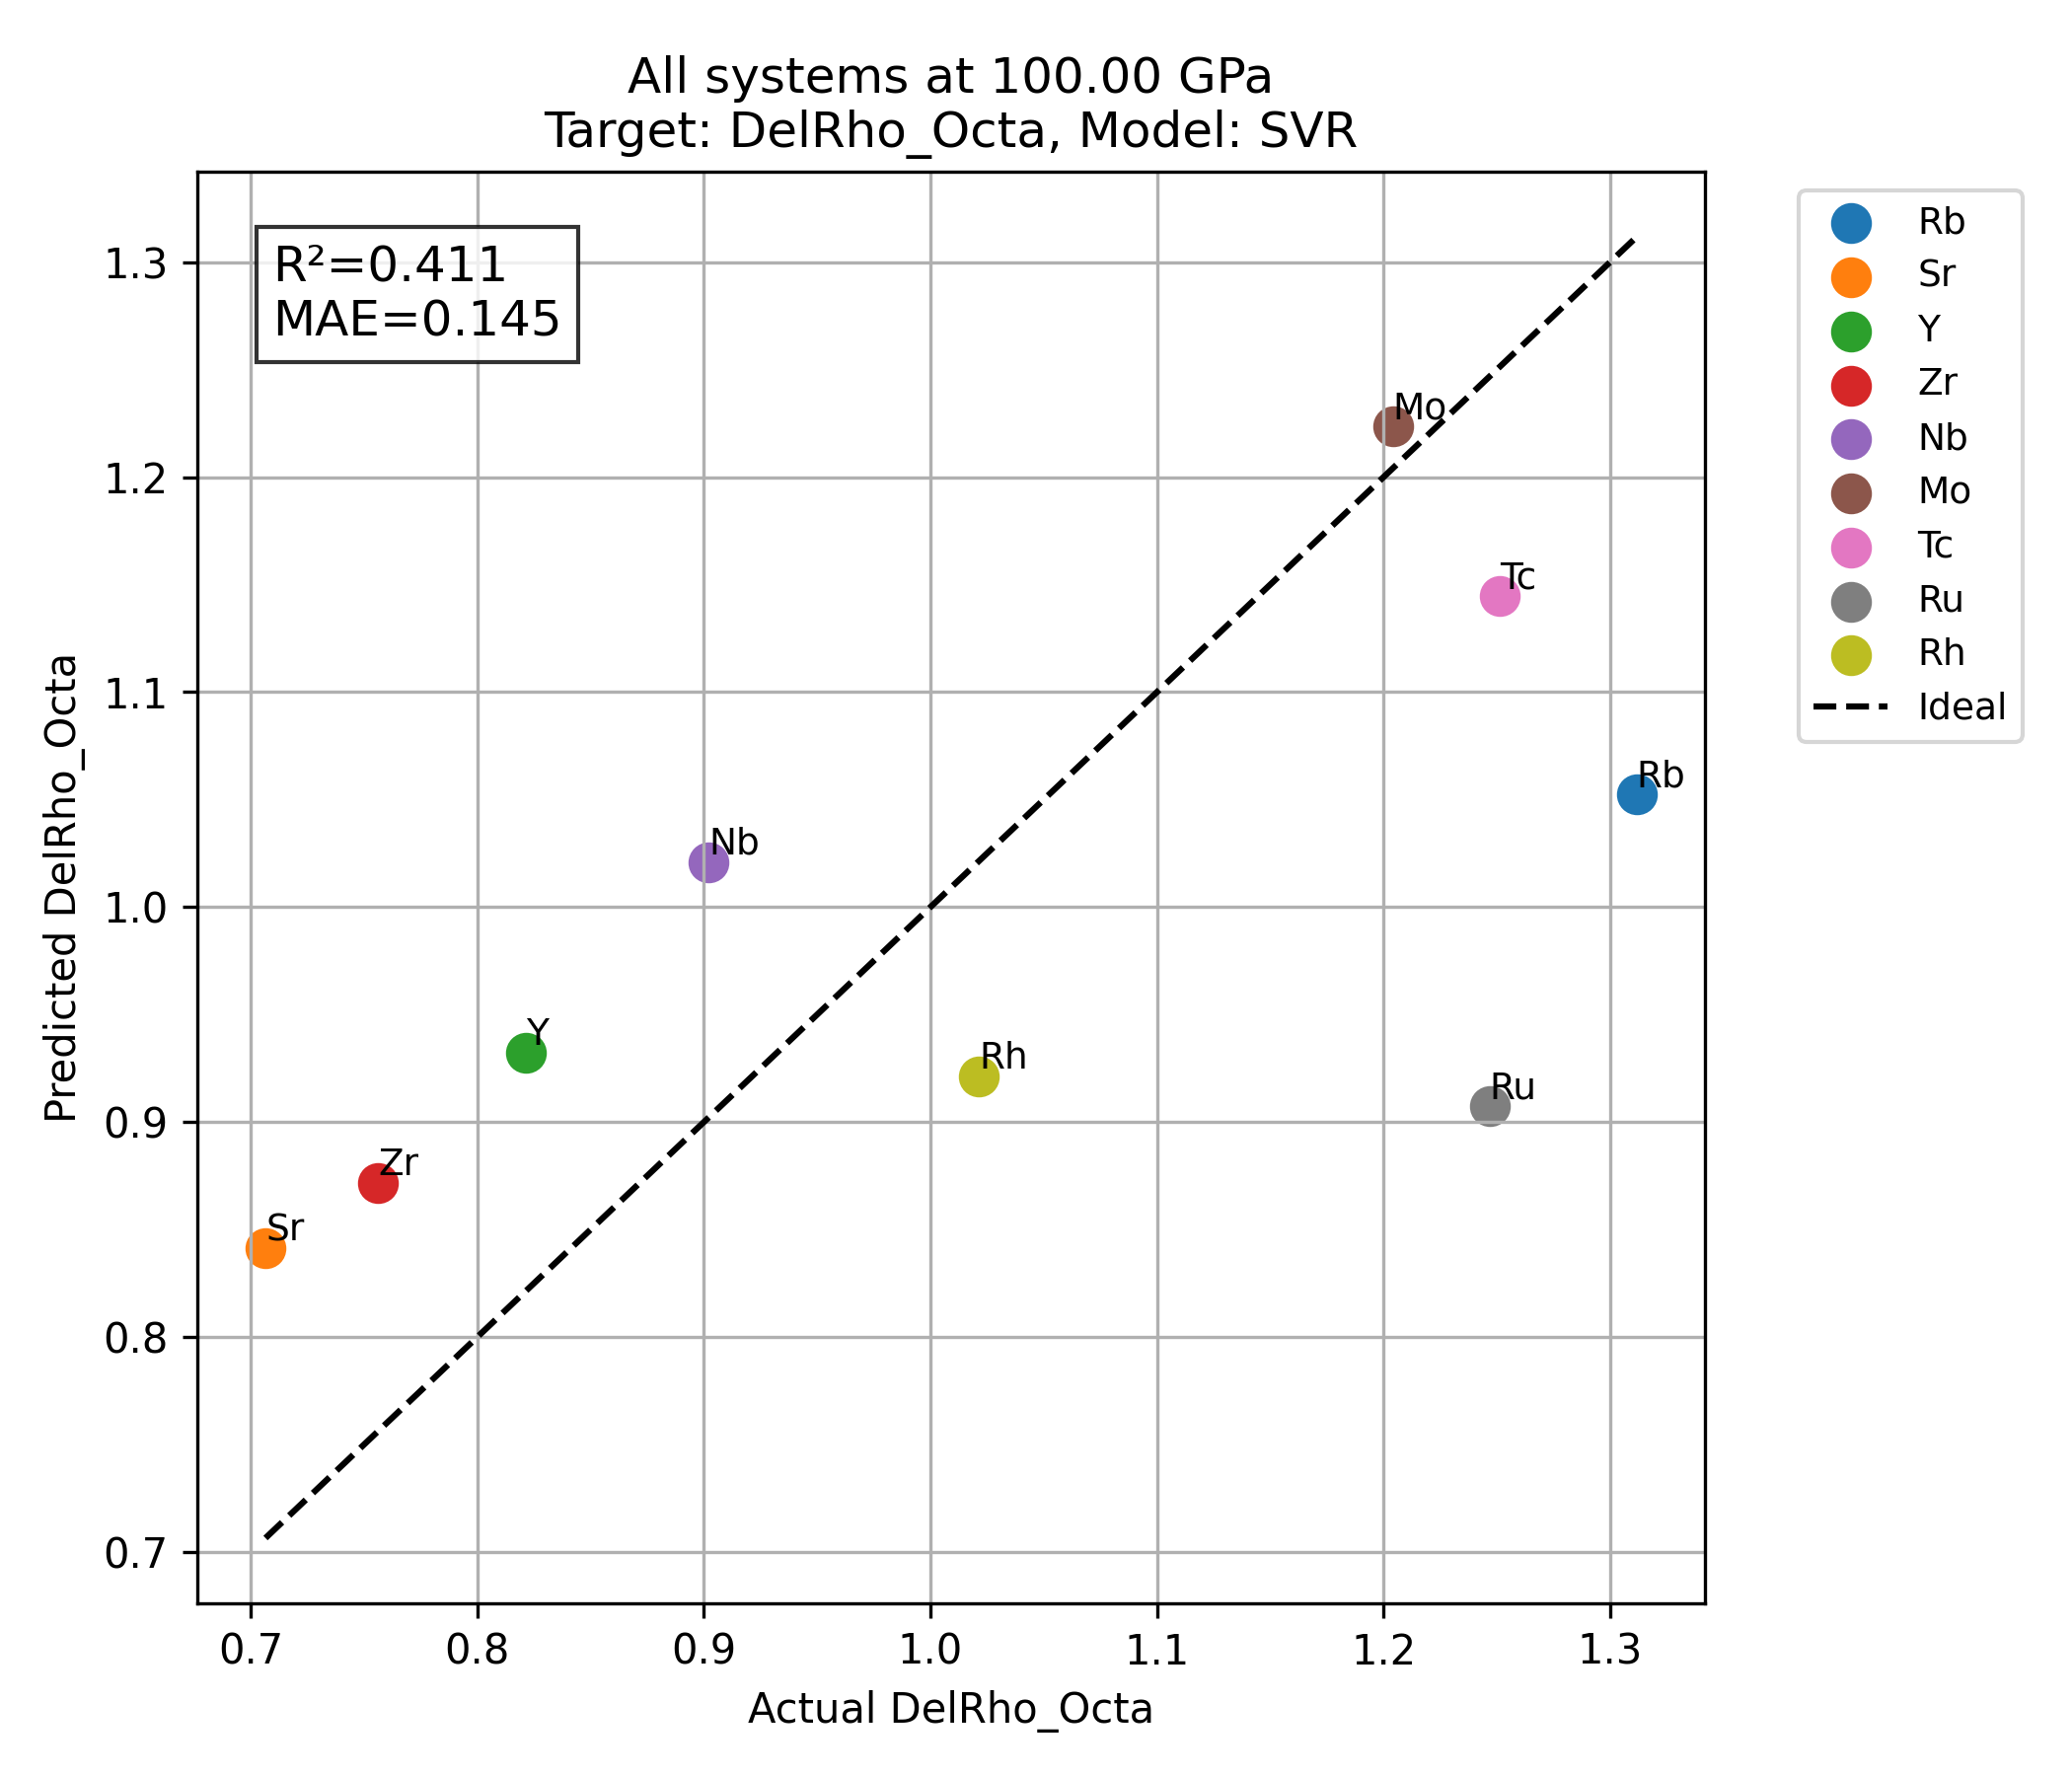 All systems at 100.00 GPa
Target: DelRho_Octa, Model: SVR
R²=0.411
MAE=0.145
Predicted DelRho_Octa
1.3
1.2
1.1
1.0
0.9
0.8
0.7
Mo
Tc
Rb
Nb
Y
Rh
Ru
Zr
Sr
0.7 0.8 0.9 1.0 1.1 1.2 1.3
Actual DelRho_Octa
Rb
Sr
Y
Zr
Nb
Mo
Tc
Ru
Rh
Ideal